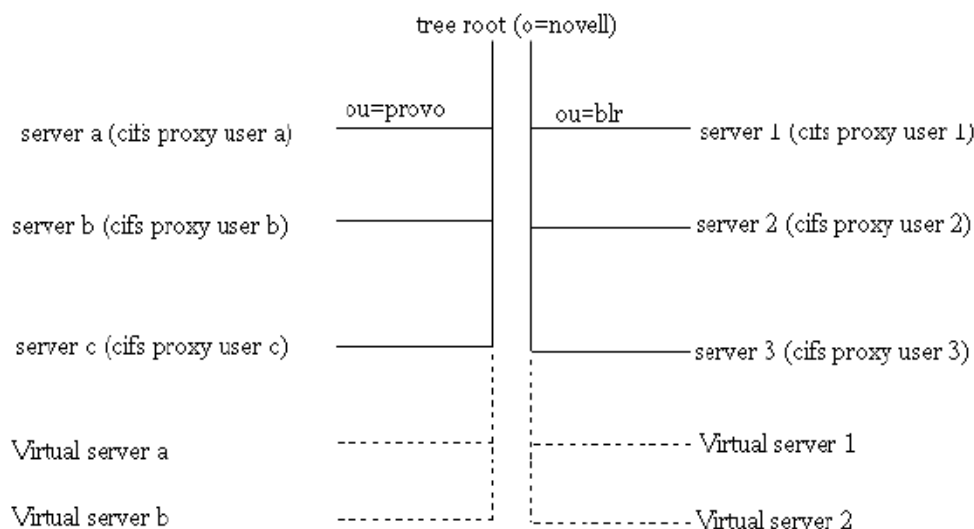 tree root (o=novell)
ou=provo
ou=blr
server a (cifs proxy user a)
server 1 (cifs proxy user 1)
server b (cifs proxy user b)
server 2 (cifs proxy user 2)
server c (cifs proxy user c)
server 3 (cifs proxy user 3)
Virtual server a
Virtual server 1
Virtual server b
Virtual server 2